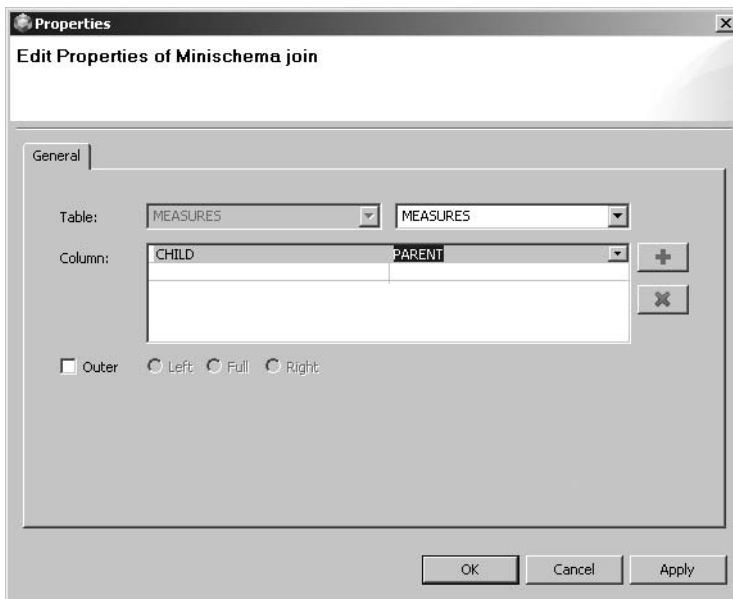 Properties
Edit Properties of Minischema join
General
Table: MEASURES MEASURES
Column: CHILD PARENT
Outer Left Full Right
OK Cancel Apply